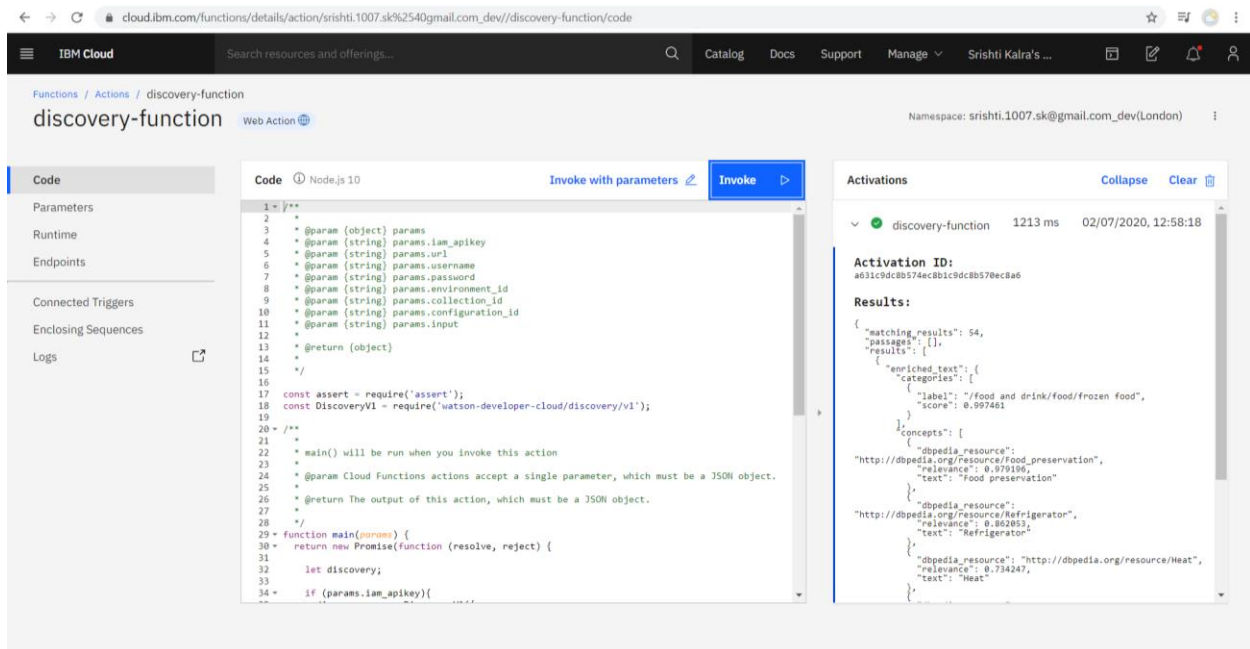 cloud.ibm.com/functions/details/action/srishti.1007.sk%2540gmail.com_dev//discovery-function/code
IBM Cloud
Search resources and offerings...
Catalog Docs Support Manage Srishti Kalra's ...
Functions / Actions / discovery-function
discovery-function Web Action
Namespace: srishti.1007.sk@gmail.com_dev(London)
Code
Parameters
Runtime
Endpoints
Connected Triggers
Enclosing Sequences
Logs
Code Node.js 10 Invoke with parameters Invoke
1 /**
2 *
3 * @param {object} params
4 * @param {string} params.iam_apikey
5 * @param {string} params.url
6 * @param {string} params.username
7 * @param {string} params.password
8 * @param {string} params.environment_id
9 * @param {string} params.collection_id
10 * @param {string} params.configuration_id
11 * @param {string} params.input
12 *
13 * @return {object}
14 *
15 */
16
17 const assert = require('assert');
18 const DiscoveryV1 = require('watson-developer-cloud/discovery/v1');
19
20 /**
21 *
22 * main() will be run when you invoke this action
23 *
24 * @param Cloud Functions actions accept a single parameter, which must be a JSON object.
25 *
26 * @return The output of this action, which must be a JSON object.
27 *
28 */
29 function main(params) {
30 return new Promise(function (resolve, reject) {
31
32 let discovery;
33
34 if (params.iam_apikey){
Activations Collapse Clear
discovery-function 1213 ms 02/07/2020, 12:58:18
Activation ID:
a631c9dc8b574ec8b1c9dc8b570ec8a6
Results:
{
"matching_results": 54,
"passages": [],
"results": [
{
"enriched_text": {
"categories": [
{
"label": "/food and drink/food/frozen food",
"score": 0.997461
}
],
"concepts": [
{
"dbpedia_resource":
"http://dbpedia.org/resource/Food_preservation",
"relevance": 0.979196,
"text": "Food preservation"
},
{
"dbpedia_resource":
"http://dbpedia.org/resource/Refrigerator",
"relevance": 0.862053,
"text": "Refrigerator"
},
{
"dbpedia_resource": "http://dbpedia.org/resource/Heat",
"relevance": 0.734247,
"text": "Heat"
},
{